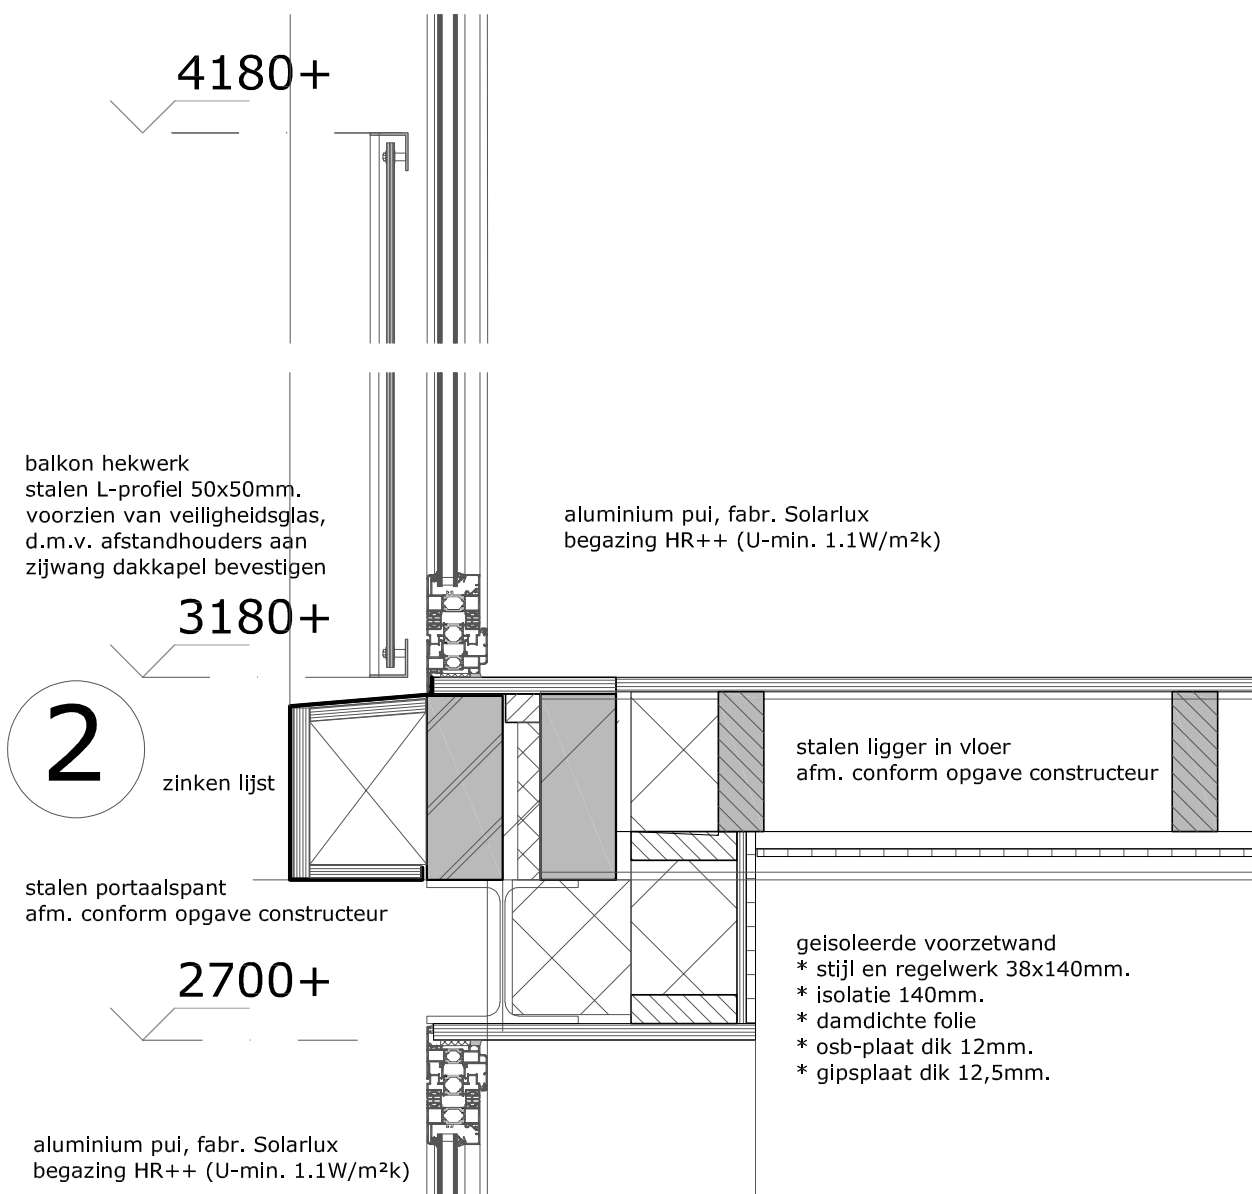 4180+
balkon hekwerk
stalen L-profiel 50x50mm.
voorzien van veiligheidsglas,
d.m.v. afstandhouders aan
zijwang dakkapel bevestigen
aluminium pui, fabr. Solarlux
begazing HR++ (U-min. 1.1W/m²k)
3180+
2
zinken lijst
stalen ligger in vloer
afm. conform opgave constructeur
stalen portaalspant
afm. conform opgave constructeur
2700+
geisoleerde voorzetwand
* stijl en regelwerk 38x140mm.
* isolatie 140mm.
* damdichte folie
* osb-plaat dik 12mm.
* gipsplaat dik 12,5mm.
aluminium pui, fabr. Solarlux
begazing HR++ (U-min. 1.1W/m²k)